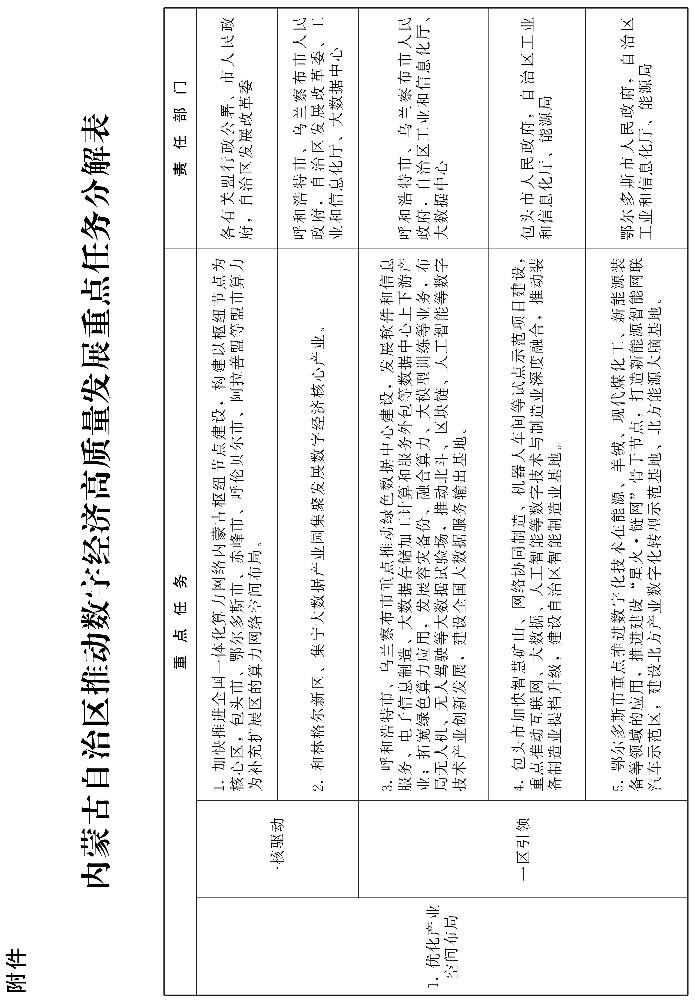 附件
内蒙古自治区推动数字经济高质量发展重点任务分解表
重 点 任 务
责 任 部 门
1. 优化产业
空间布局
一核驱动
1. 加快推进全国一体化算力网络内蒙古枢纽节点建设，构建以枢纽节点为
核心区，包头市、鄂尔多斯市、赤峰市、呼伦贝尔市、阿拉善盟等盟市算力
为补充扩展区的算力网络空间布局。
各有关盟行政公署、市人民政
府，自治区发展改革委
2. 和林格尔新区、集宁大数据产业园集聚发展数字经济核心产业。
呼和浩特市、乌兰察布市人民
政府，自治区发展改革委、工
业和信息化厅、大数据中心
一区引领
3. 呼和浩特市、乌兰察布市重点推动绿色数据中心建设，发展软件和信息
服务、电子信息制造、大数据存储加工计算和服务外包等数据中心上下游产
业；拓宽绿色算力应用，发展容灾备份、融合算力、大模型训练等业务，布
局无人机、无人驾驶等大数据试验场，推动北斗、区块链、人工智能等数字
技术产业创新发展，建设全国大数据服务输出基地。
呼和浩特市、乌兰察布市人民
政府，自治区工业和信息化厅、
大数据中心
4. 包头市加快智慧矿山、网络协同制造、机器人车间等试点示范项目建设，
重点推动互联网、大数据、人工智能等数字技术与制造业深度融合，推动装
备制造业提档升级，建设自治区智能制造业基地。
包头市人民政府，自治区工业
和信息化厅、能源局
5. 鄂尔多斯市重点推进数字化技术在能源、羊绒、现代煤化工、新能源装
备等领域的应用，推进建设“星火·链网”骨干节点，打造新能源智能网联
汽车示范区，建设北方产业数字化转型示范基地、北方能源大脑基地。
鄂尔多斯市人民政府，自治区
工业和信息化厅、能源局